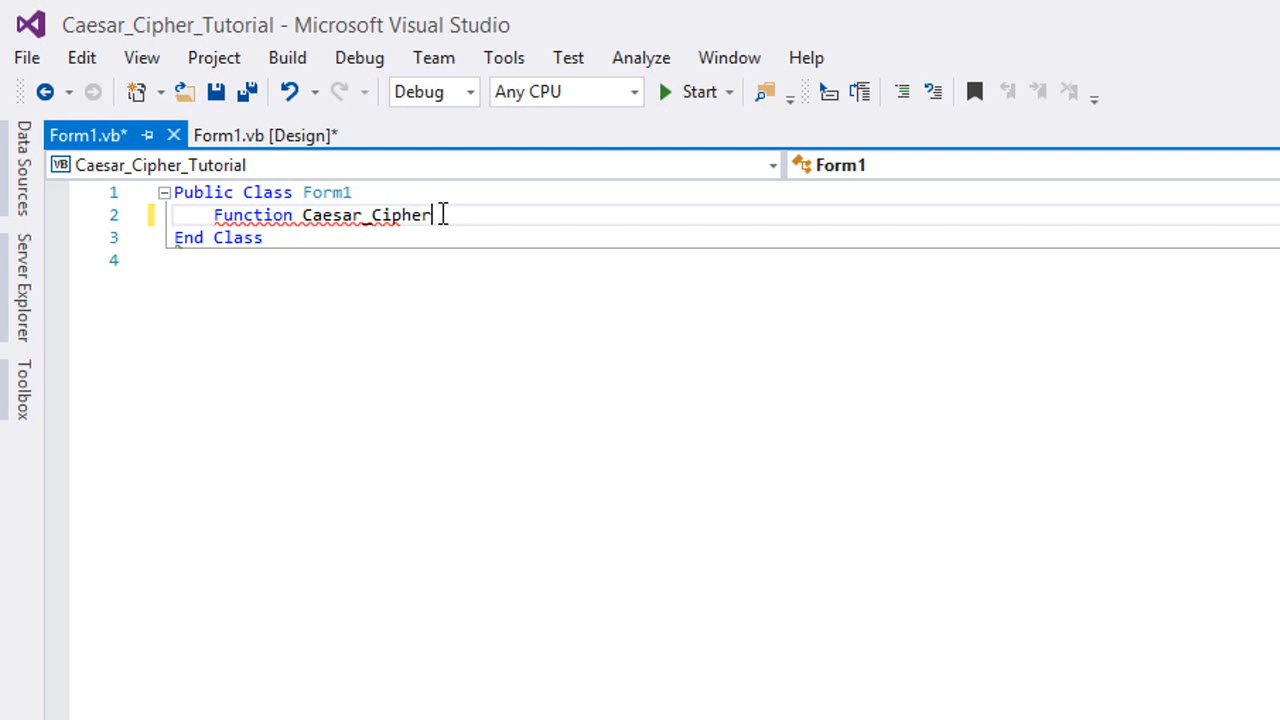 Caesar_Cipher_Tutorial - Microsoft Visual Studio
File Edit View Project Build Debug Team Tools Test Analyze Window Help
Debug Any CPU Start
Form1.vb* Form1.vb [Design]*
VB Caesar_Cipher_Tutorial Form1
Data Sources
Server Explorer
Toolbox
1 Public Class Form1
2 Function Caesar_Cipher
3 End Class
4